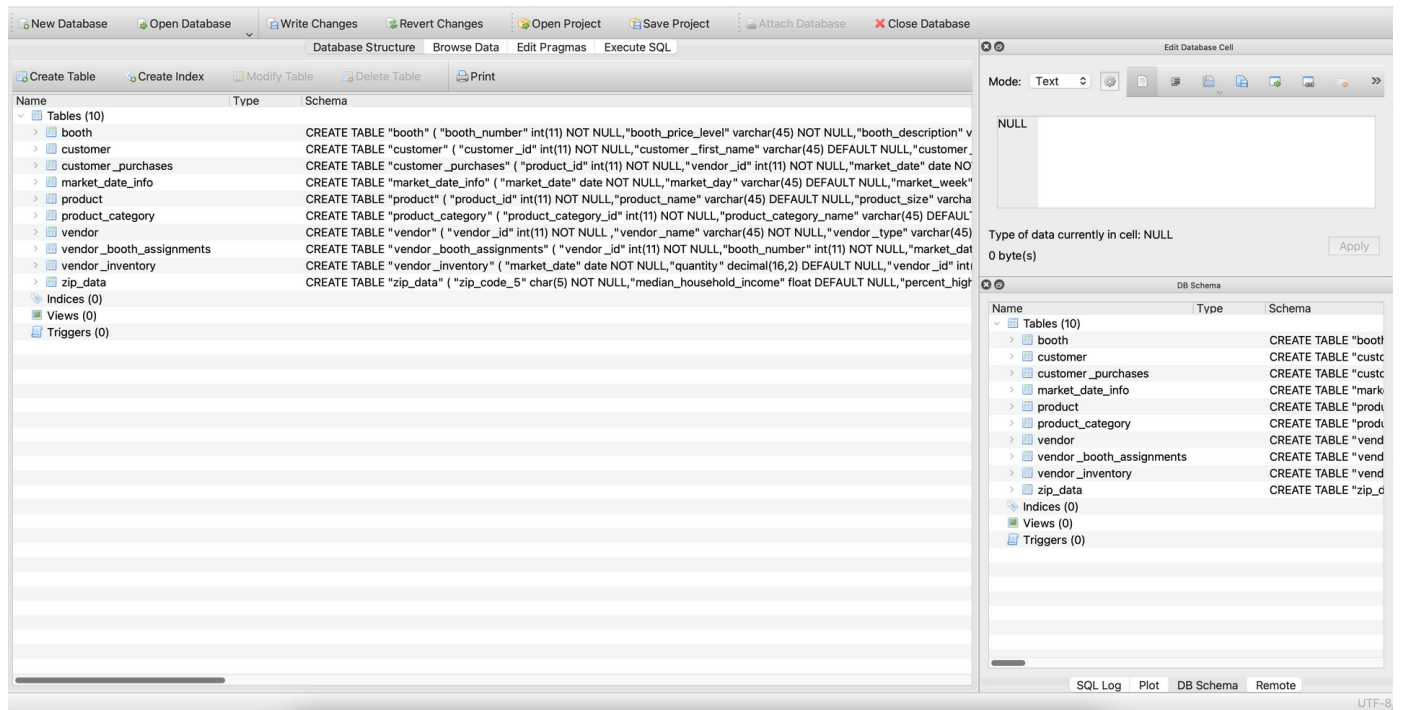 New Database Open Database Write Changes Revert Changes Open Project Save Project Attach Database Close Database
Database Structure Browse Data Edit Pragmas Execute SQL
Create Table Create Index Modify Table Delete Table Print
Name Type Schema
Tables (10)
booth CREATE TABLE "booth" ( "booth_number" int(11) NOT NULL,"booth_price_level" varchar(45) NOT NULL,"booth_description" v
customer CREATE TABLE "customer" ( "customer_id" int(11) NOT NULL,"customer_first_name" varchar(45) DEFAULT NULL,"customer_
customer_purchases CREATE TABLE "customer_purchases" ( "product_id" int(11) NOT NULL,"vendor_id" int(11) NOT NULL,"market_date" date NO
market_date_info CREATE TABLE "market_date_info" ( "market_date" date NOT NULL,"market_day" varchar(45) DEFAULT NULL,"market_week"
product CREATE TABLE "product" ( "product_id" int(11) NOT NULL,"product_name" varchar(45) DEFAULT NULL,"product_size" varcha
product_category CREATE TABLE "product_category" ( "product_category_id" int(11) NOT NULL,"product_category_name" varchar(45) DEFAUL
vendor CREATE TABLE "vendor" ( "vendor_id" int(11) NOT NULL ,"vendor_name" varchar(45) NOT NULL,"vendor_type" varchar(45)
vendor_booth_assignments CREATE TABLE "vendor_booth_assignments" ( "vendor_id" int(11) NOT NULL,"booth_number" int(11) NOT NULL,"market_dat
vendor_inventory CREATE TABLE "vendor_inventory" ( "market_date" date NOT NULL,"quantity" decimal(16,2) DEFAULT NULL,"vendor_id" int(
zip_data CREATE TABLE "zip_data" ( "zip_code_5" char(5) NOT NULL,"median_household_income" float DEFAULT NULL,"percent_high
Indices (0)
Views (0)
Triggers (0)
Edit Database Cell
Mode: Text
NULL
Type of data currently in cell: NULL
0 byte(s)
Apply
DB Schema
Name Type Schema
Tables (10)
booth CREATE TABLE "booth
customer CREATE TABLE "custo
customer_purchases CREATE TABLE "custo
market_date_info CREATE TABLE "mark
product CREATE TABLE "produ
product_category CREATE TABLE "produ
vendor CREATE TABLE "vend
vendor_booth_assignments CREATE TABLE "vend
vendor_inventory CREATE TABLE "vend
zip_data CREATE TABLE "zip_d
Indices (0)
Views (0)
Triggers (0)
SQL Log Plot DB Schema Remote
UTF-8